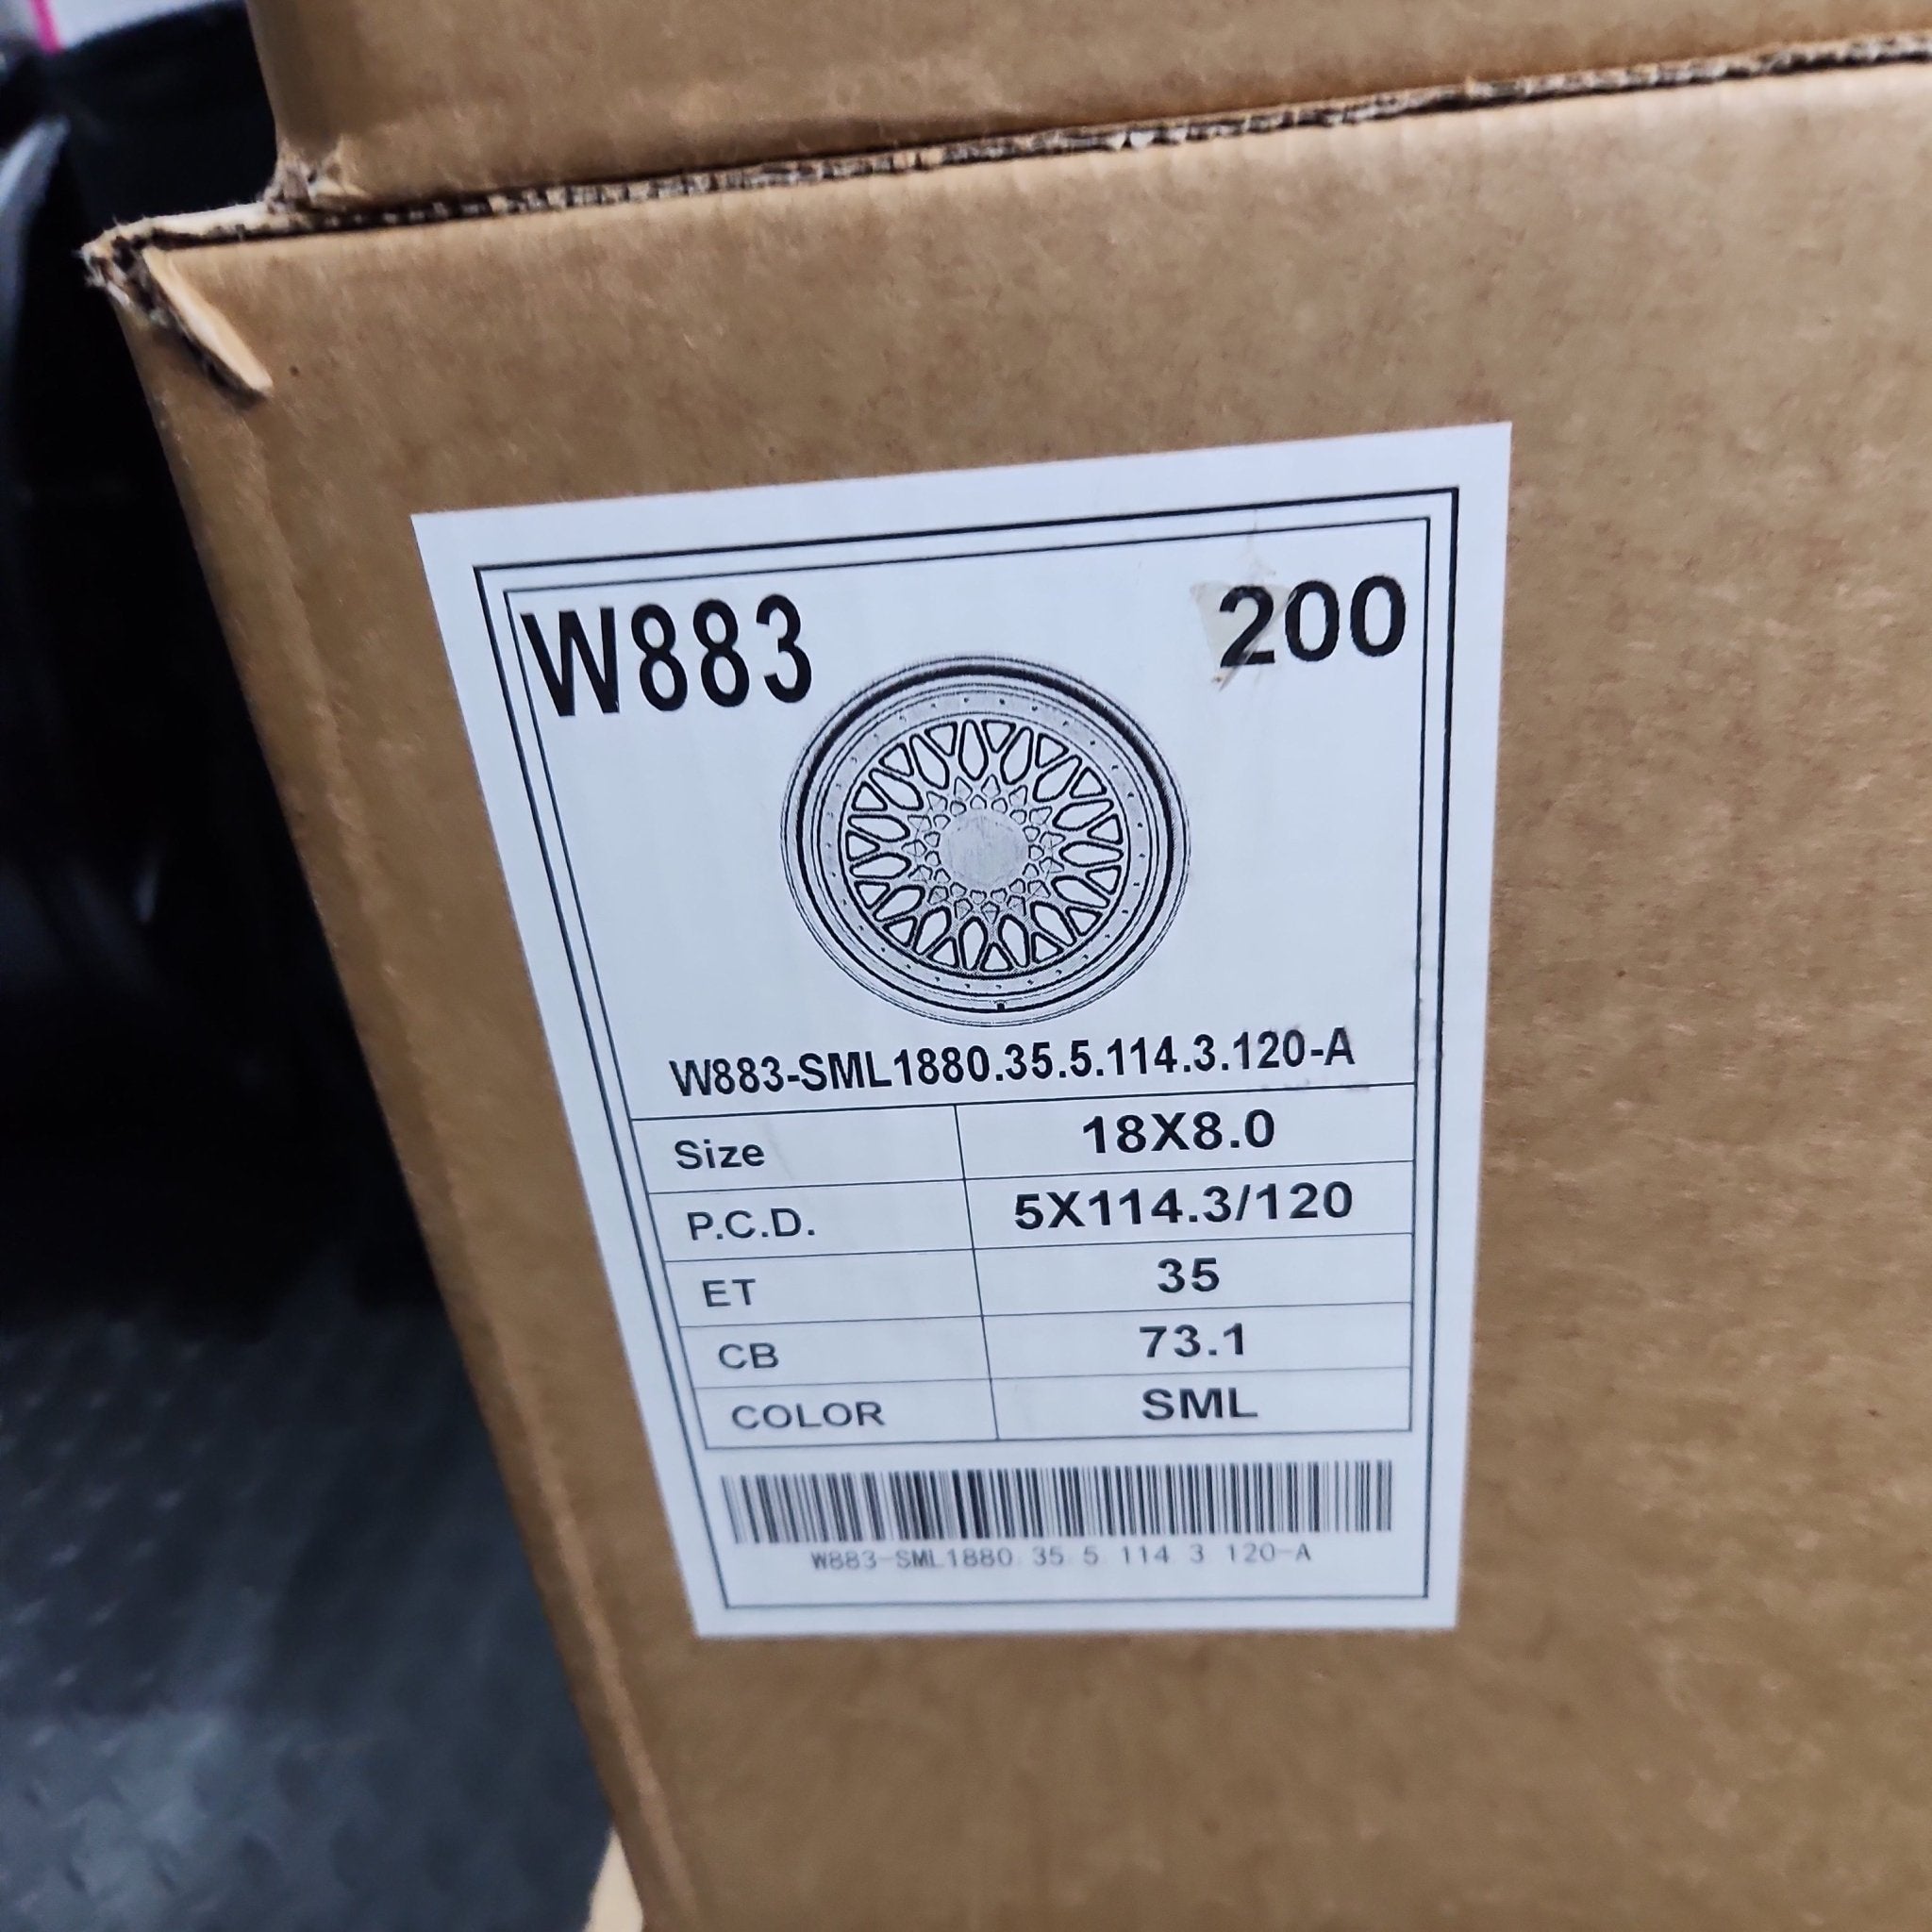 W883 200
W883-SML1880.35.5.114.3.120-A
Size 18X8.0
P.C.D. 5X114.3/120
ET 35
CB 73.1
COLOR SML
W883-SML1880 35 5 114 3 120-A